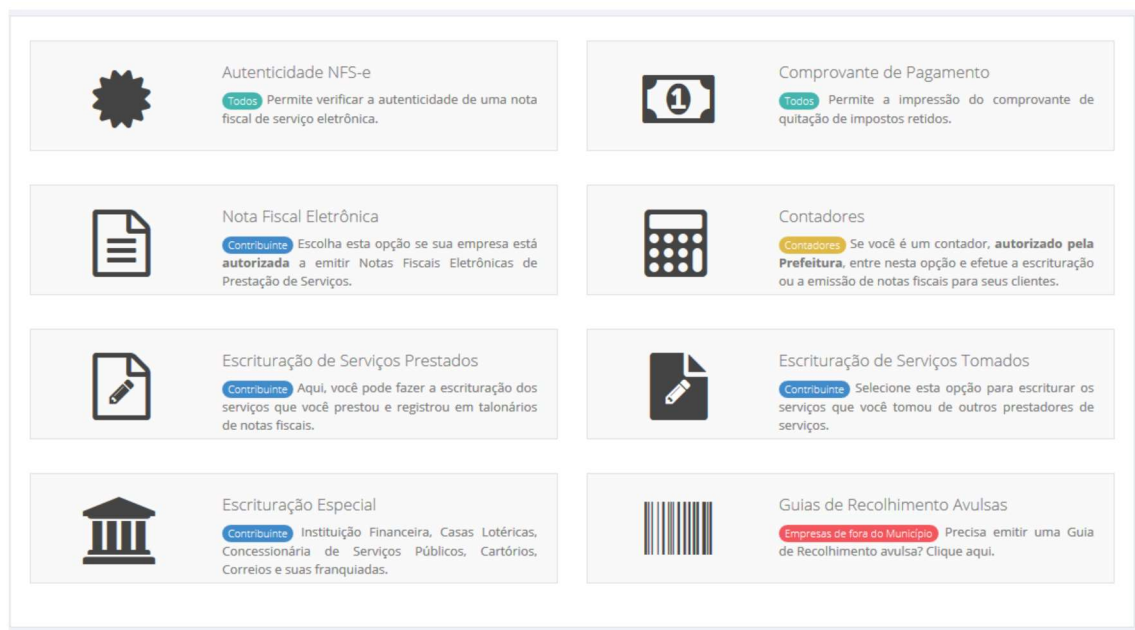 Autenticidade NFS-e
Todos Permite verificar a autenticidade de uma nota
fiscal de serviço eletrônica.
1
Comprovante de Pagamento
Todos Permite a impressão do comprovante de
quitação de impostos retidos.
Nota Fiscal Eletrônica
Contribuinte Escolha esta opção se sua empresa está
autorizada a emitir Notas Fiscais Eletrônicas de
Prestação de Serviços.
Contadores
Contadores Se você é um contador, autorizado pela
Prefeitura, entre nesta opção e efetue a escrituração
ou a emissão de notas fiscais para seus clientes.
Escrituração de Serviços Prestados
Contribuinte Aqui, você pode fazer a escrituração dos
serviços que você prestou e registrou em talonários
de notas fiscais.
Escrituração de Serviços Tomados
Contribuinte Selecione esta opção para escriturar os
serviços que você tomou de outros prestadores de
serviços.
Escrituração Especial
Contribuinte Instituição Financeira, Casas Lotéricas,
Concessionária de Serviços Públicos, Cartórios,
Correios e suas franquiadas.
Guias de Recolhimento Avulsas
Empresas de fora do Município Precisa emitir uma Guia
de Recolhimento avulsa? Clique aqui.